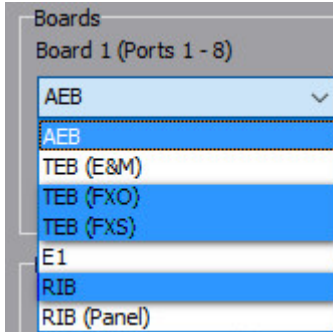 Boards
Board 1 (Ports 1 - 8)
AEB
AEB
TEB (E&M)
TEB (FXO)
TEB (FXS)
E1
RIB
RIB (Panel)